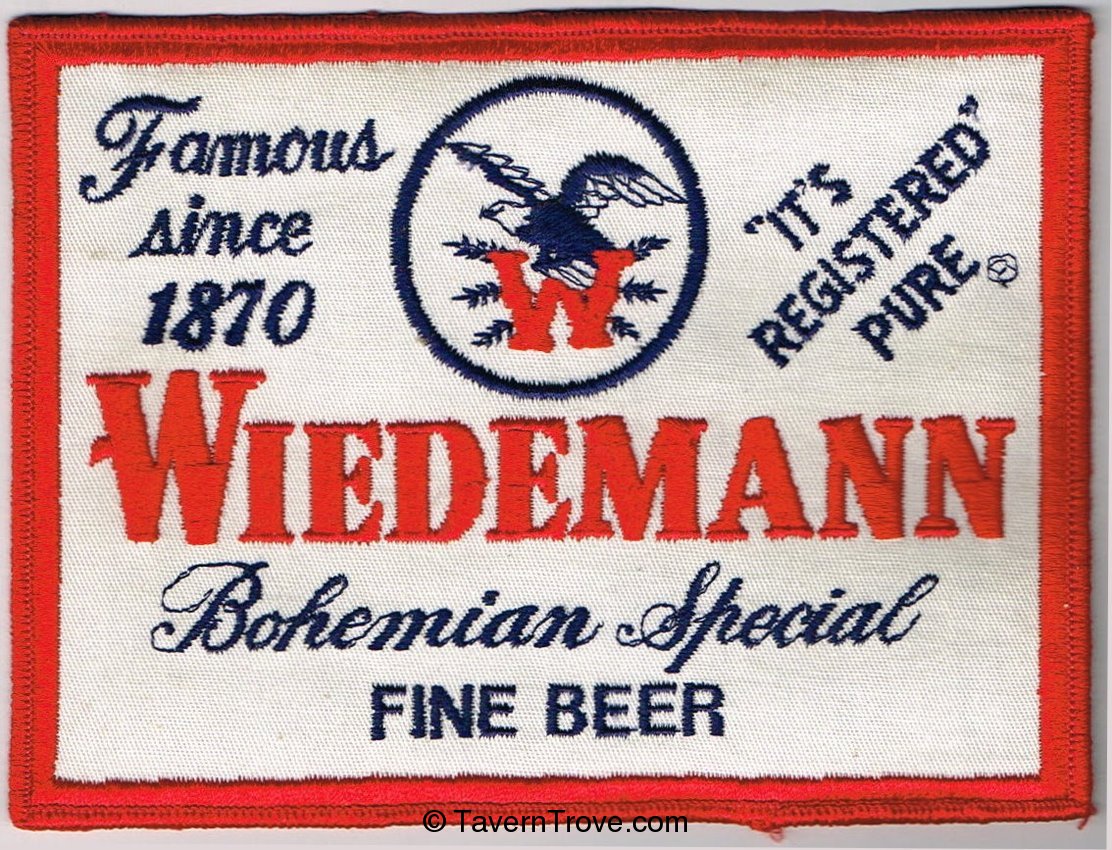 Famous
since
1870
W
"IT'S
REGISTERED"
PURE ®
WIEDEMANN
Bohemian Special
FINE BEER
© TavernTrove.com